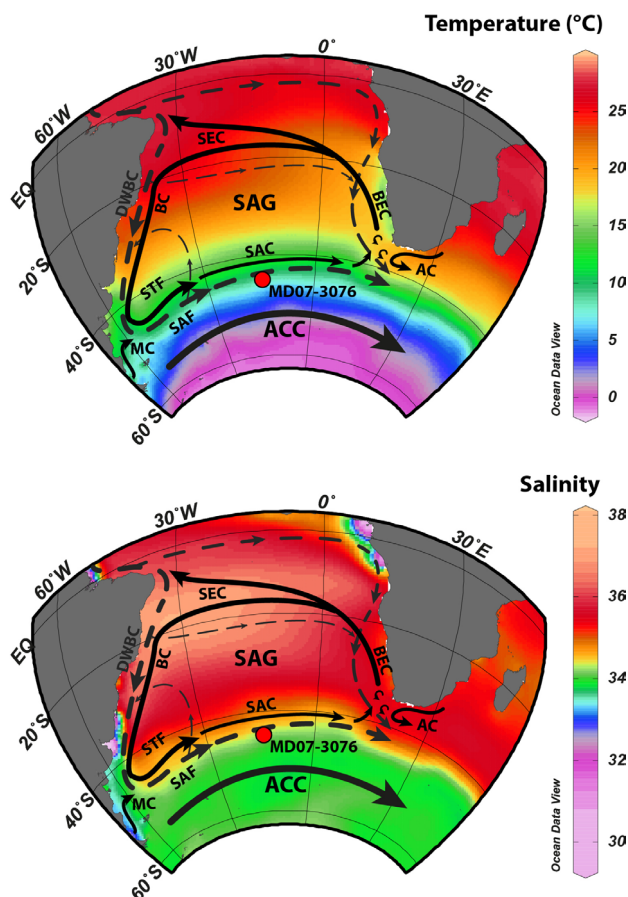 Temperature (°C)
0°
30°W
30°E
60°W
EQ
20°S
40°S
60°S
SEC
DWBC
BC
SAG
BEC
SAC
AC
STF
MD07-3076
SAF
MC
ACC
25
20
15
10
5
0
Ocean Data View
Salinity
0°
30°W
30°E
60°W
EQ
20°S
40°S
60°S
SEC
DWBC
BC
SAG
BEC
SAC
AC
STF
MD07-3076
SAF
MC
ACC
38
36
35
34
33
32
30
Ocean Data View